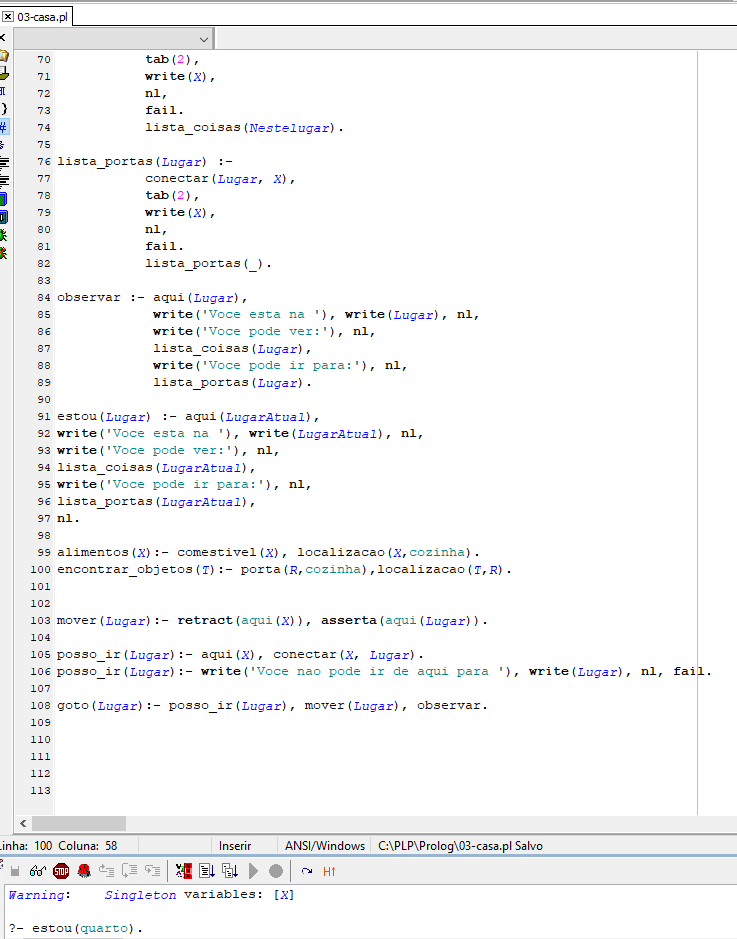 03-casa.pl
70 tab(2),
71 write(X),
72 nl,
73 fail.
74 lista_coisas(Nestelugar).
75
76 lista_portas(Lugar) :-
77 conectar(Lugar, X),
78 tab(2),
79 write(X),
80 nl,
81 fail.
82 lista_portas(_).
83
84 observar :- aqui(Lugar),
85 write('Voce esta na '), write(Lugar), nl,
86 write('Voce pode ver:'), nl,
87 lista_coisas(Lugar),
88 write('Voce pode ir para:'), nl,
89 lista_portas(Lugar).
90
91 estou(Lugar) :- aqui(LugarAtual),
92 write('Voce esta na '), write(LugarAtual), nl,
93 write('Voce pode ver:'), nl,
94 lista_coisas(LugarAtual),
95 write('Voce pode ir para:'), nl,
96 lista_portas(LugarAtual),
97 nl.
98
99 alimentos(X):- comestivel(X), localizacao(X,cozinha).
100 encontrar_objetos(T):- porta(R,cozinha),localizacao(T,R).
101
102
103 mover(Lugar):- retract(aqui(X)), asserta(aqui(Lugar)).
104
105 posso_ir(Lugar):- aqui(X), conectar(X, Lugar).
106 posso_ir(Lugar):- write('Voce nao pode ir de aqui para '), write(Lugar), nl, fail.
107
108 goto(Lugar):- posso_ir(Lugar), mover(Lugar), observar.
109
110
111
112
113
inha: 100 Coluna: 58 Inserir ANSI/Windows C:\PLP\Prolog\03-casa.pl Salvo
STOP
Warning: Singleton variables: [X]
?- estou(quarto).